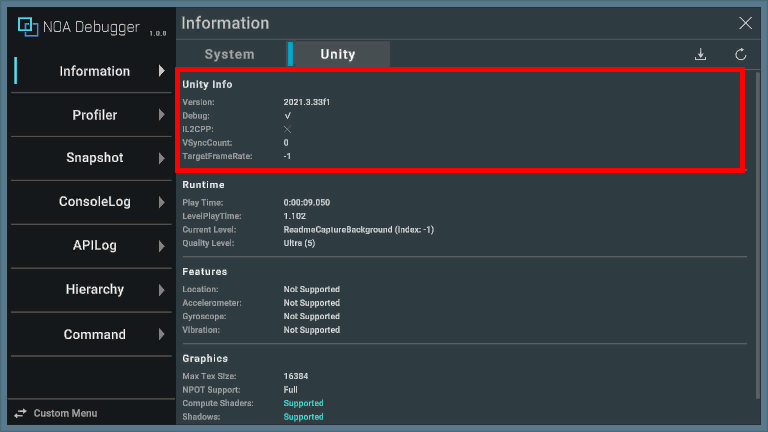 NOA Debugger 1.0.0
Information
Profiler
Snapshot
ConsoleLog
APILog
Hierarchy
Command
Custom Menu
Information
System
Unity
Unity Info
Version: 2021.3.33f1
Debug: ✓
IL2CPP: ×
VSyncCount: 0
TargetFrameRate: -1
Runtime
Play Time: 0:00:09.050
LevelPlayTime: 1.102
Current Level: ReadmeCaptureBackground (Index: -1)
Quality Level: Ultra (5)
Features
Location: Not Supported
Accelerometer: Not Supported
Gyroscope: Not Supported
Vibration: Not Supported
Graphics
Max Tex Size: 16384
NPOT Support: Full
Compute Shaders: Supported
Shadows: Supported